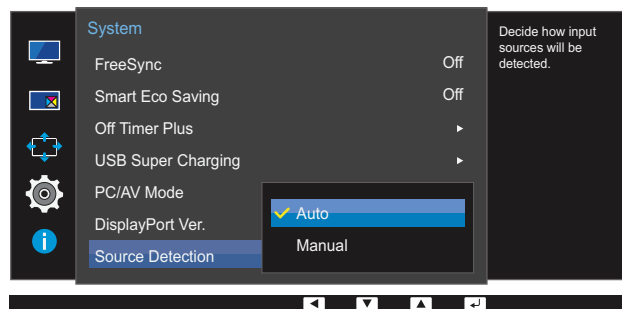 System
FreeSync Off
Smart Eco Saving Off
Off Timer Plus
USB Super Charging
PC/AV Mode
DisplayPort Ver.
Source Detection
Auto
Manual
Decide how input
sources will be
detected.